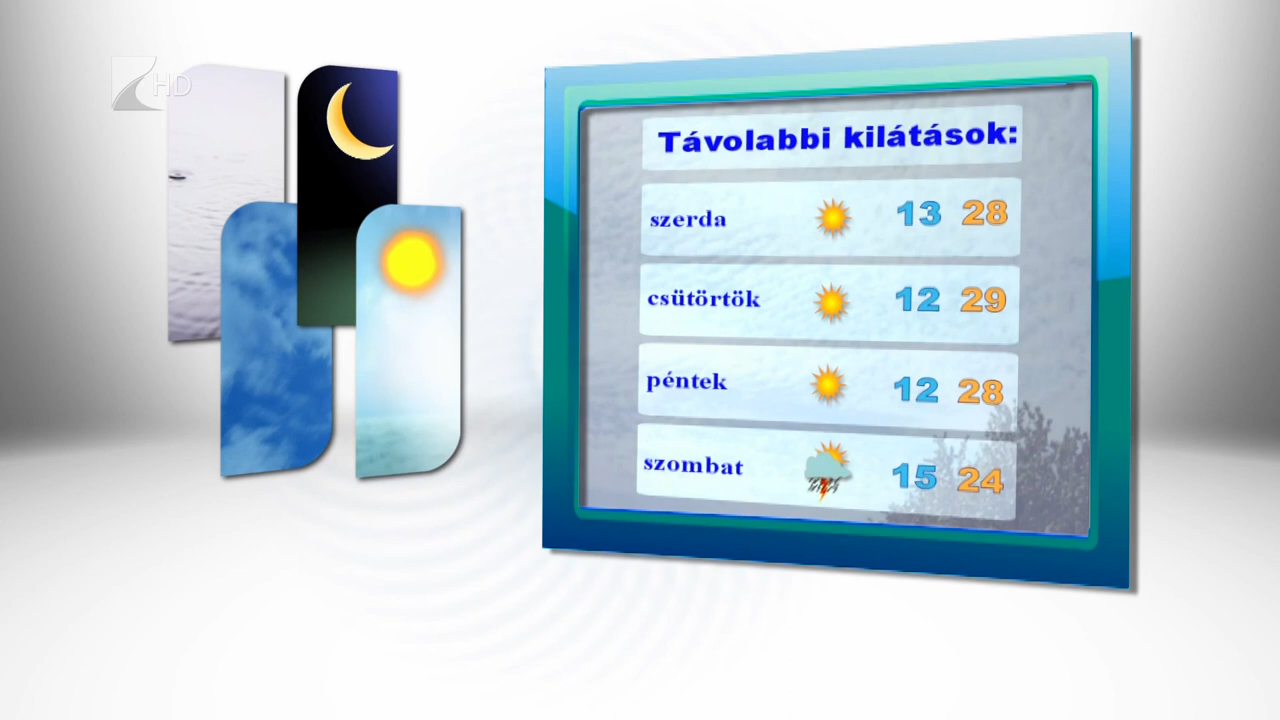 HD
Távolabbi kilátások:
szerda 13 28
csütörtök 12 29
péntek 12 28
szombat 15 24